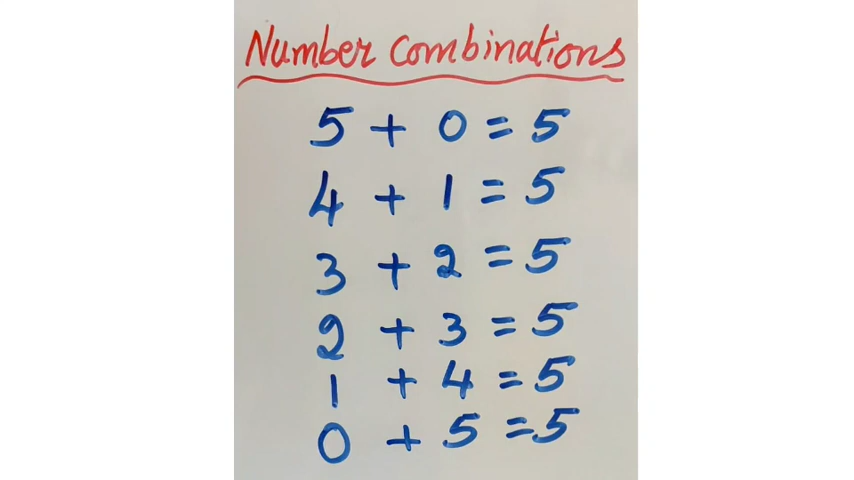 Number Combinations
5 + 0 = 5
4 + 1 = 5
3 + 2 = 5
2 + 3 = 5
1 + 4 = 5
0 + 5 = 5